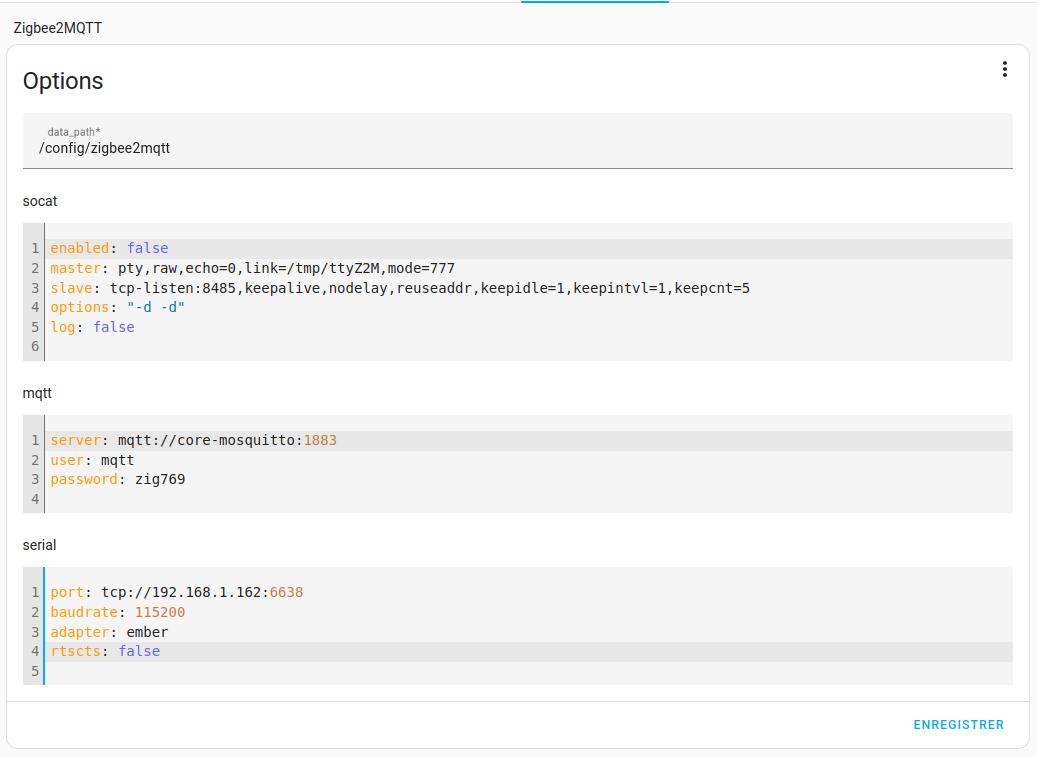 Zigbee2MQTT
Options
data_path*
/config/zigbee2mqtt
socat
1 enabled: false
2 master: pty,raw,echo=0,link=/tmp/ttyZ2M,mode=777
3 slave: tcp-listen:8485,keepalive,nodelay,reuseaddr,keepidle=1,keepintvl=1,keepcnt=5
4 options: "-d -d"
5 log: false
6
mqtt
1 server: mqtt://core-mosquitto:1883
2 user: mqtt
3 password: zig769
4
serial
1 port: tcp://192.168.1.162:6638
2 baudrate: 115200
3 adapter: ember
4 rtscts: false
5
ENREGISTRER